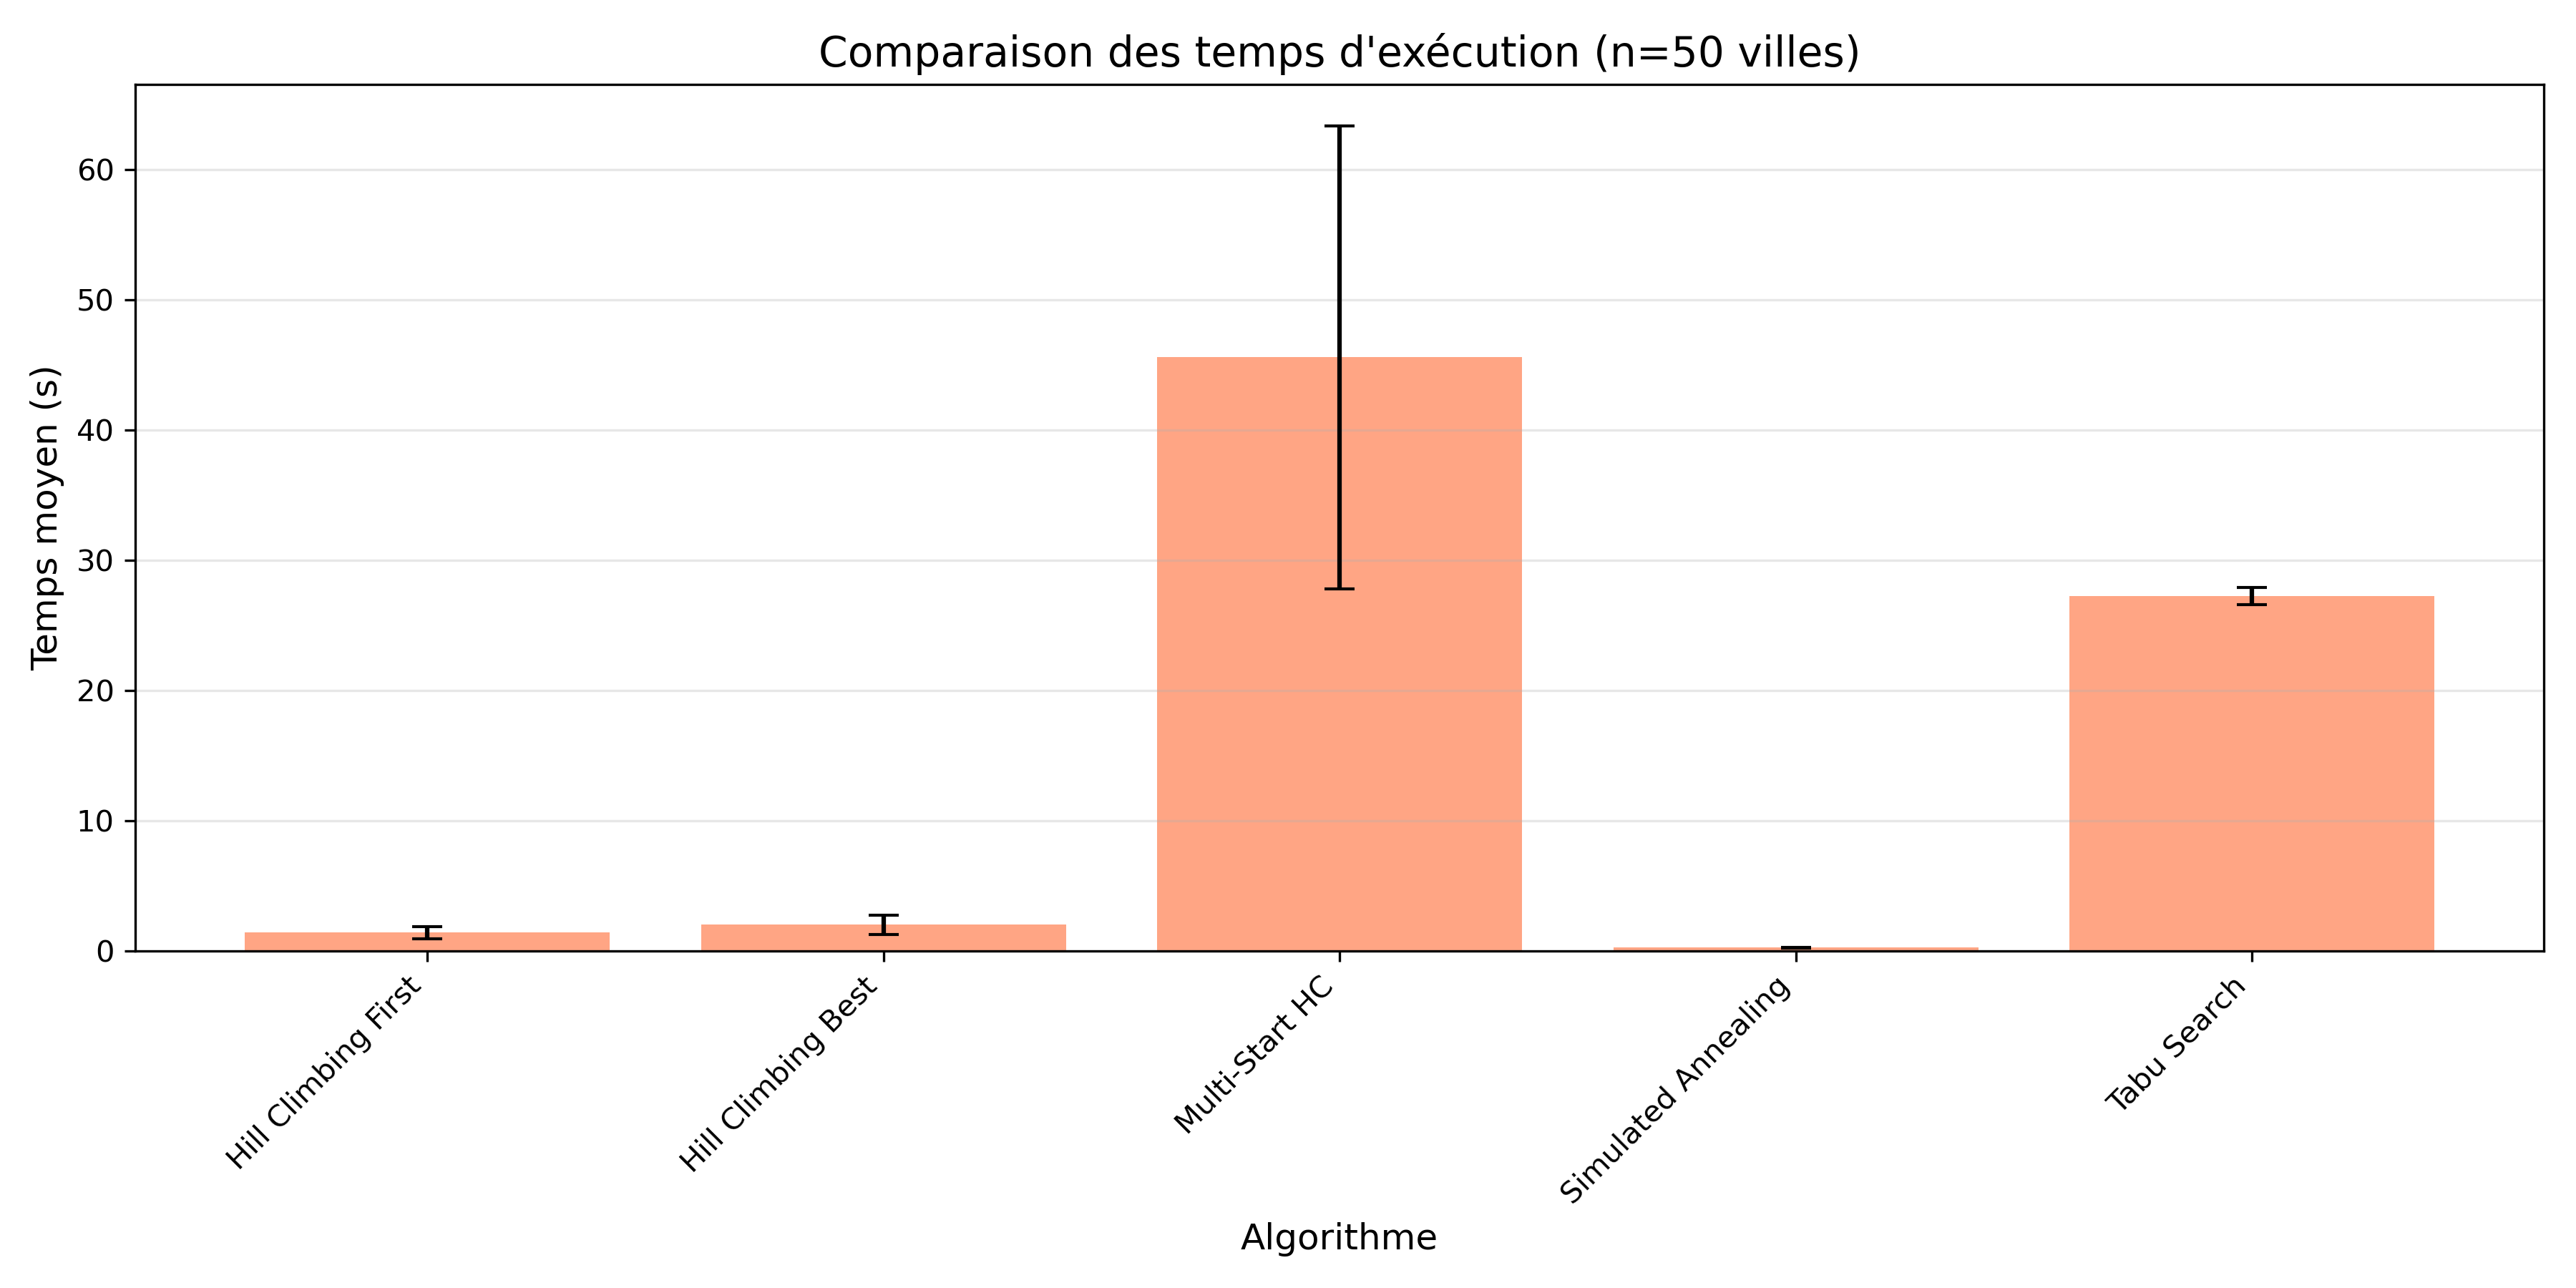 Comparaison des temps d'exécution (n=50 villes)
Temps moyen (s)
60
50
40
30
20
10
0
Hill Climbing First
Hill Climbing Best
Multi-Start HC
Simulated Annealing
Tabu Search
Algorithme